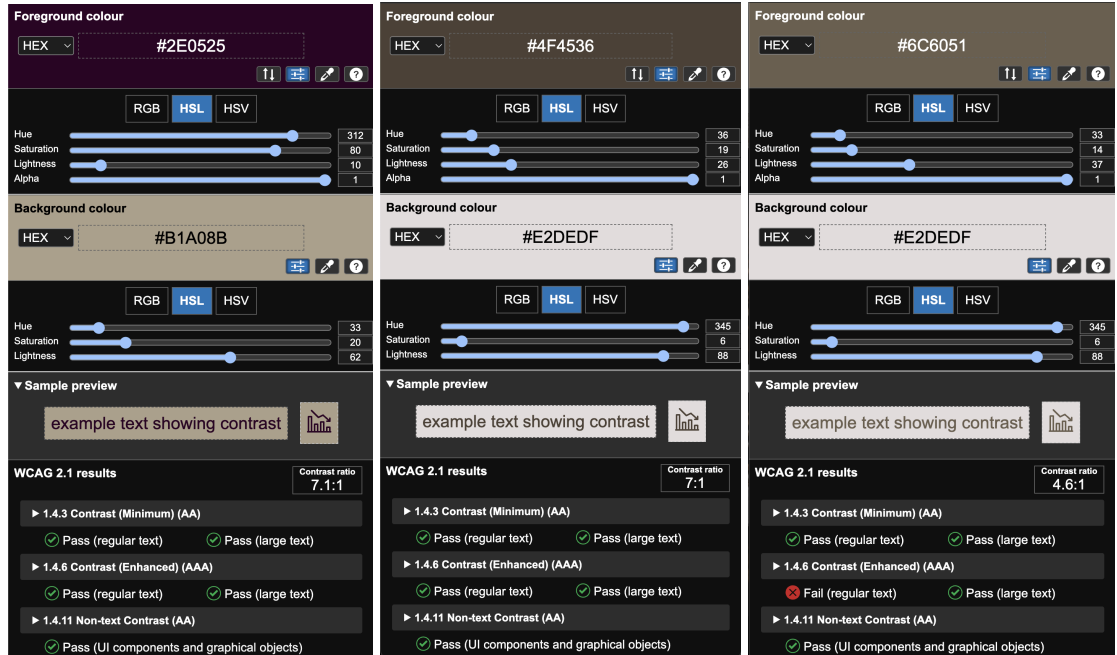 Foreground colour
HEX
#2E0525
?
RGB
HSL
HSV
Hue 312
Saturation 80
Lightness 10
Alpha 1
Background colour
HEX
#B1A08B
?
RGB
HSL
HSV
Hue 33
Saturation 20
Lightness 62
▼ Sample preview
example text showing contrast
WCAG 2.1 results
Contrast ratio
7.1:1
▶ 1.4.3 Contrast (Minimum) (AA)
Pass (regular text) Pass (large text)
▶ 1.4.6 Contrast (Enhanced) (AAA)
Pass (regular text) Pass (large text)
▶ 1.4.11 Non-text Contrast (AA)
Pass (UI components and graphical objects)
Foreground colour
HEX
#4F4536
?
RGB
HSL
HSV
Hue 36
Saturation 19
Lightness 26
Alpha 1
Background colour
HEX
#E2DEDF
?
RGB
HSL
HSV
Hue 345
Saturation 6
Lightness 88
▼ Sample preview
example text showing contrast
WCAG 2.1 results
Contrast ratio
7:1
▶ 1.4.3 Contrast (Minimum) (AA)
Pass (regular text) Pass (large text)
▶ 1.4.6 Contrast (Enhanced) (AAA)
Pass (regular text) Pass (large text)
▶ 1.4.11 Non-text Contrast (AA)
Pass (UI components and graphical objects)
Foreground colour
HEX
#6C6051
?
RGB
HSL
HSV
Hue 33
Saturation 14
Lightness 37
Alpha 1
Background colour
HEX
#E2DEDF
?
RGB
HSL
HSV
Hue 345
Saturation 6
Lightness 88
▼ Sample preview
example text showing contrast
WCAG 2.1 results
Contrast ratio
4.6:1
▶ 1.4.3 Contrast (Minimum) (AA)
Pass (regular text) Pass (large text)
▶ 1.4.6 Contrast (Enhanced) (AAA)
Fail (regular text) Pass (large text)
▶ 1.4.11 Non-text Contrast (AA)
Pass (UI components and graphical objects)